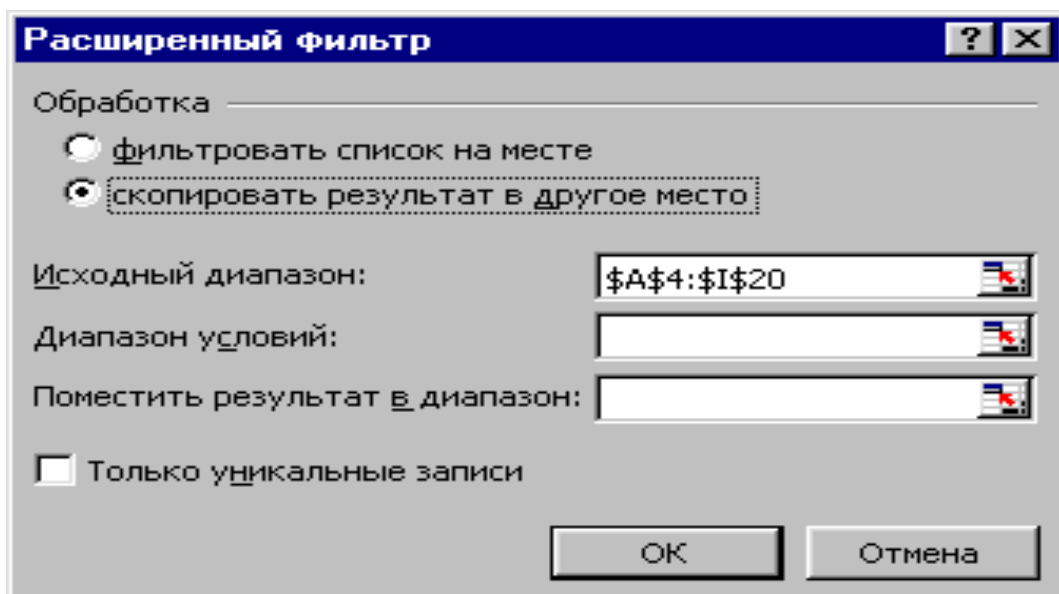 Расширенный фильтр
Обработка
фильтровать список на месте
скопировать результат в другое место
Исходный диапазон: $A$4:$I$20
Диапазон условий:
Поместить результат в диапазон:
Только уникальные записи
ОК Отмена